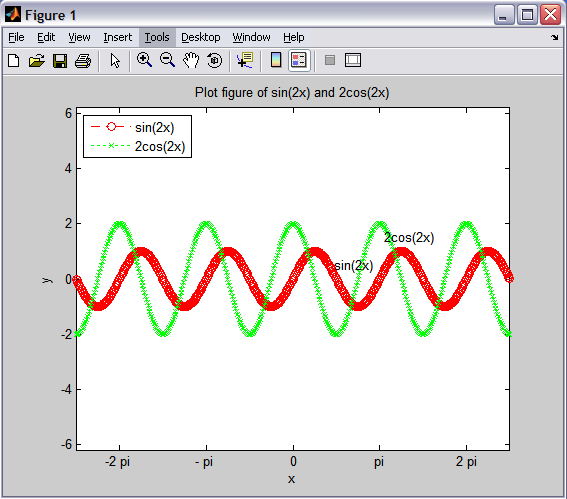 Figure 1
File Edit View Insert Tools Desktop Window Help
Plot figure of sin(2x) and 2cos(2x)
sin(2x)
2cos(2x)
6
4
2
0
-2
-4
-6
y
2cos(2x)
sin(2x)
-2 pi - pi 0 pi 2 pi
x